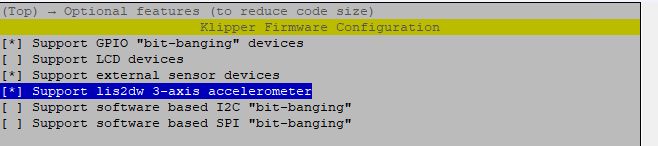 (Top) → Optional features (to reduce code size)
Klipper Firmware Configuration
[*] Support GPIO "bit-banging" devices
[ ] Support LCD devices
[*] Support external sensor devices
[*] Support lis2dw 3-axis accelerometer
[ ] Support software based I2C "bit-banging"
[ ] Support software based SPI "bit-banging"